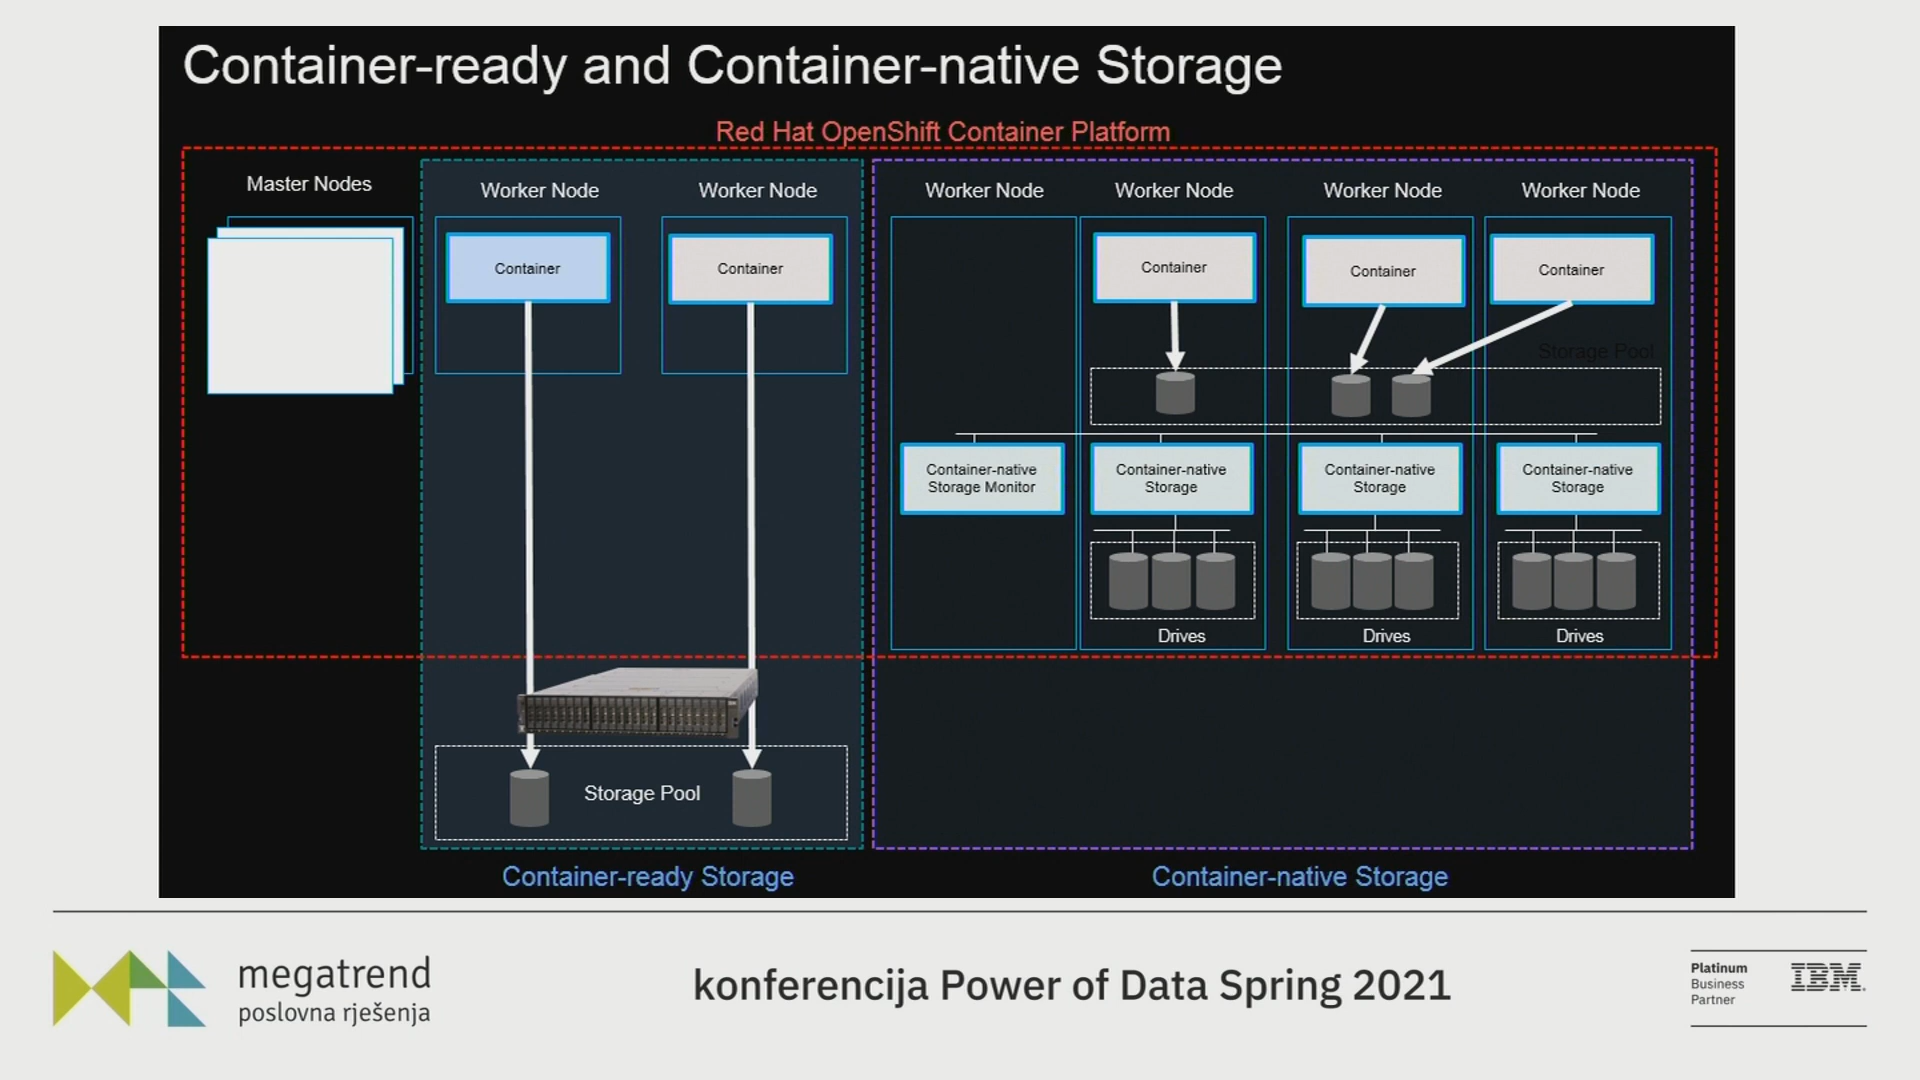 Container-ready and Container-native Storage
Red Hat OpenShift Container Platform
Master Nodes
Worker Node
Worker Node
Worker Node
Worker Node
Worker Node
Worker Node
Container
Container
Container
Container
Container
Storage Pool
Container-native
Storage Monitor
Container-native
Storage
Container-native
Storage
Container-native
Storage
Drives
Drives
Drives
Storage Pool
Container-ready Storage
Container-native Storage
megatrend
poslovna rješenja
konferencija Power of Data Spring 2021
Platinum
Business
Partner
IBM